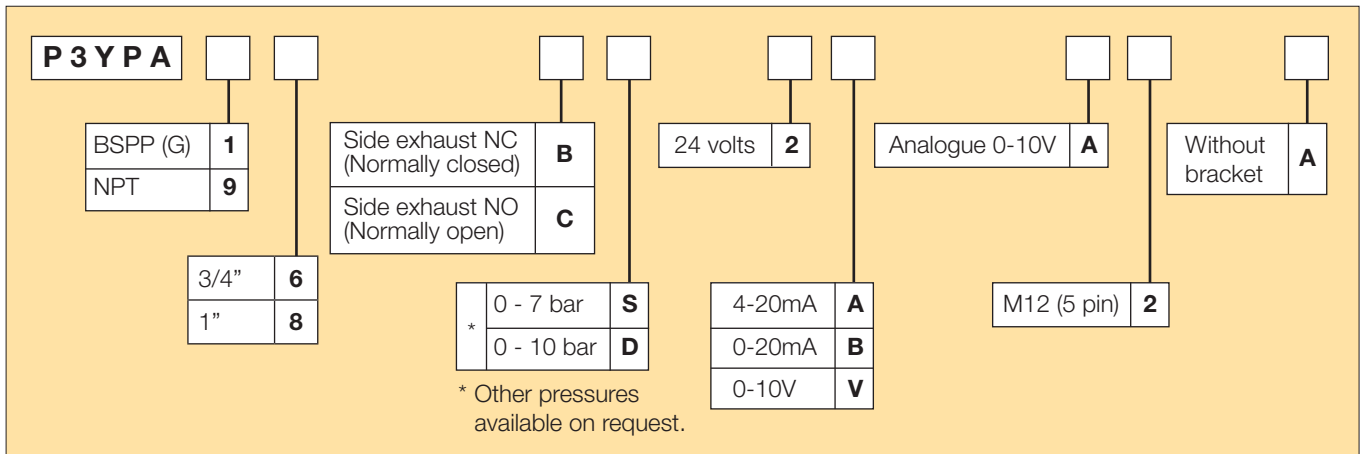 P3YPA
BSPP (G) 1
NPT 9
3/4” 6
1” 8
Side exhaust NC
(Normally closed) B
Side exhaust NO
(Normally open) C
* 0 - 7 bar S
0 - 10 bar D
* Other pressures
available on request.
24 volts 2
4-20mA A
0-20mA B
0-10V V
Analogue 0-10V A
M12 (5 pin) 2
Without
bracket A